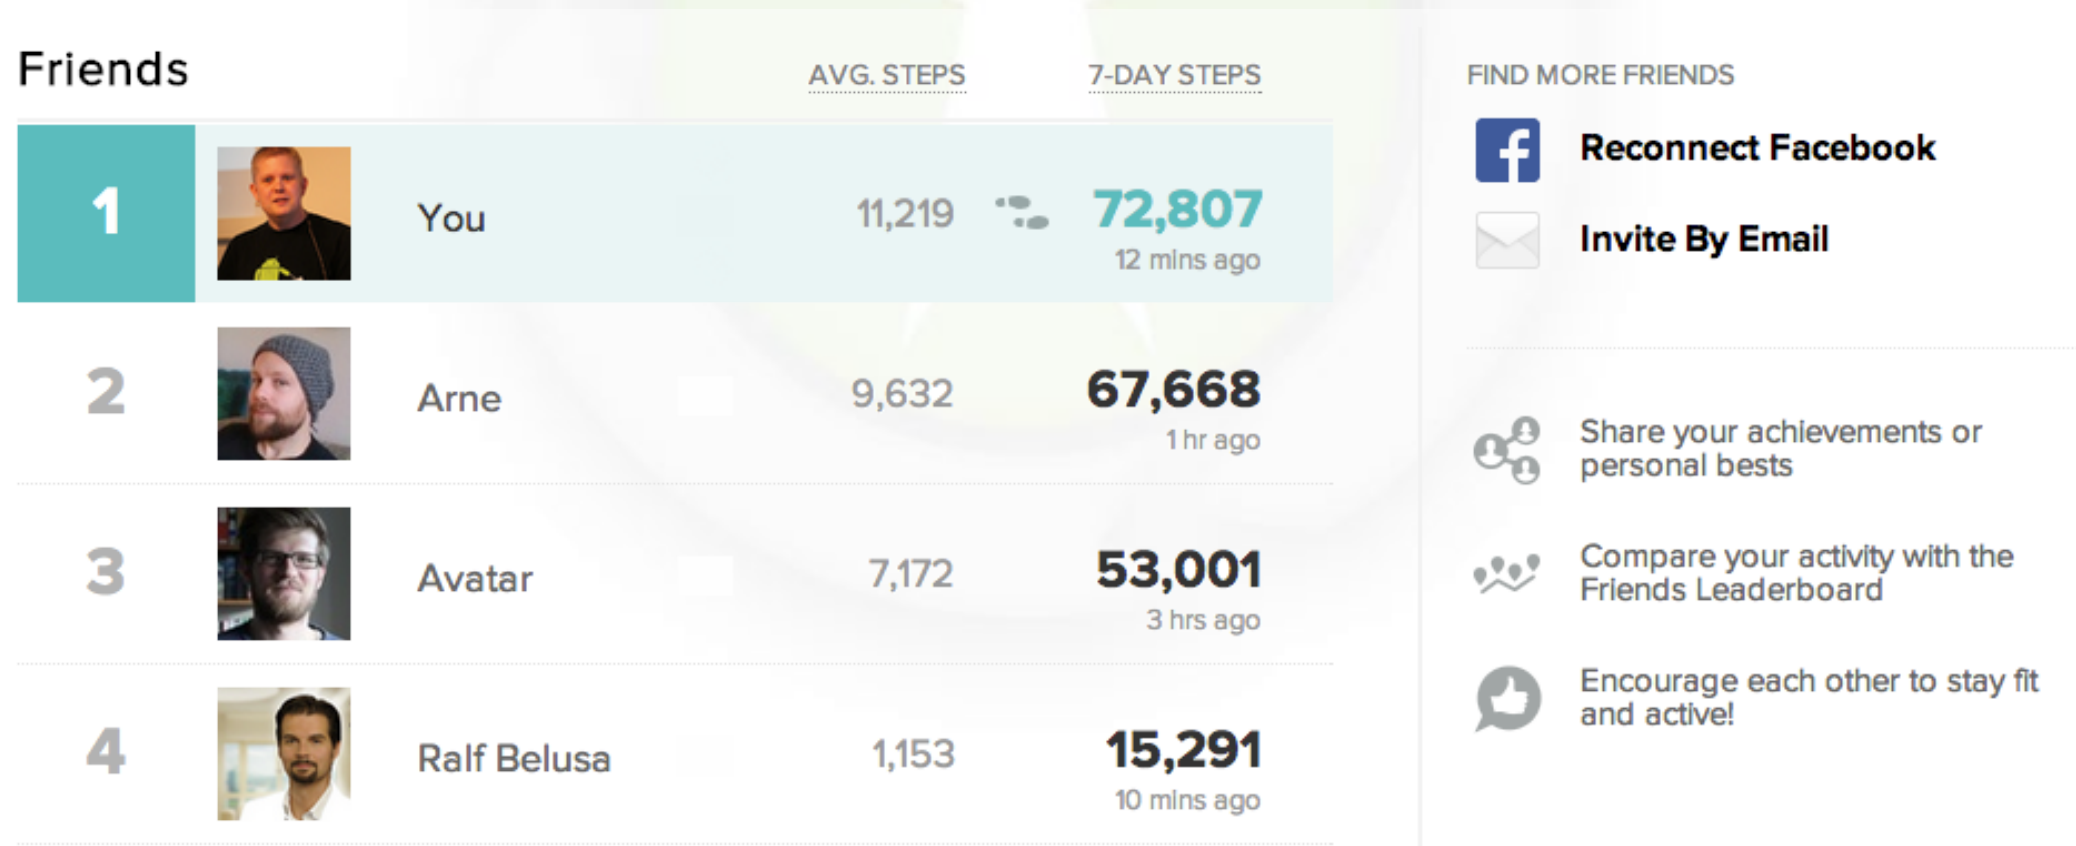 Friends
AVG. STEPS
7-DAY STEPS
1
You
11,219
72,807
12 mins ago
2
Arne
9,632
67,668
1 hr ago
3
Avatar
7,172
53,001
3 hrs ago
4
Ralf Belusa
1,153
15,291
10 mins ago
FIND MORE FRIENDS
f
Reconnect Facebook
Invite By Email
Share your achievements or
personal bests
Compare your activity with the
Friends Leaderboard
Encourage each other to stay fit
and active!